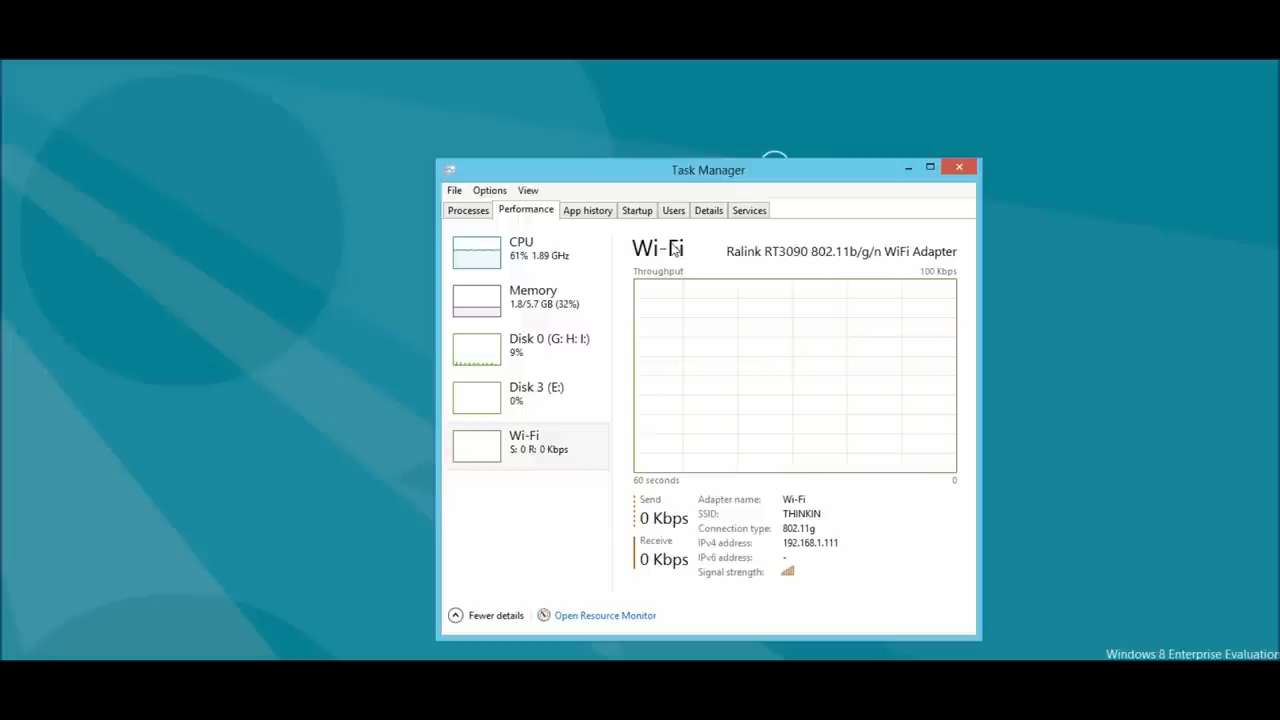 Task Manager
File Options View
Processes Performance App history Startup Users Details Services
CPU
61% 1.89 GHz
Memory
1.8/5.7 GB (32%)
Disk 0 (G: H: I:)
9%
Disk 3 (E:)
0%
Wi-Fi
S: 0 R: 0 Kbps
Wi-Fi Ralink RT3090 802.11b/g/n WiFi Adapter
Throughput 100 Kbps
60 seconds 0
Send
0 Kbps
Receive
0 Kbps
Adapter name: Wi-Fi
SSID: THINKIN
Connection type: 802.11g
IPv4 address: 192.168.1.111
IPv6 address: -
Signal strength:
Fewer details Open Resource Monitor
Windows 8 Enterprise Evaluation